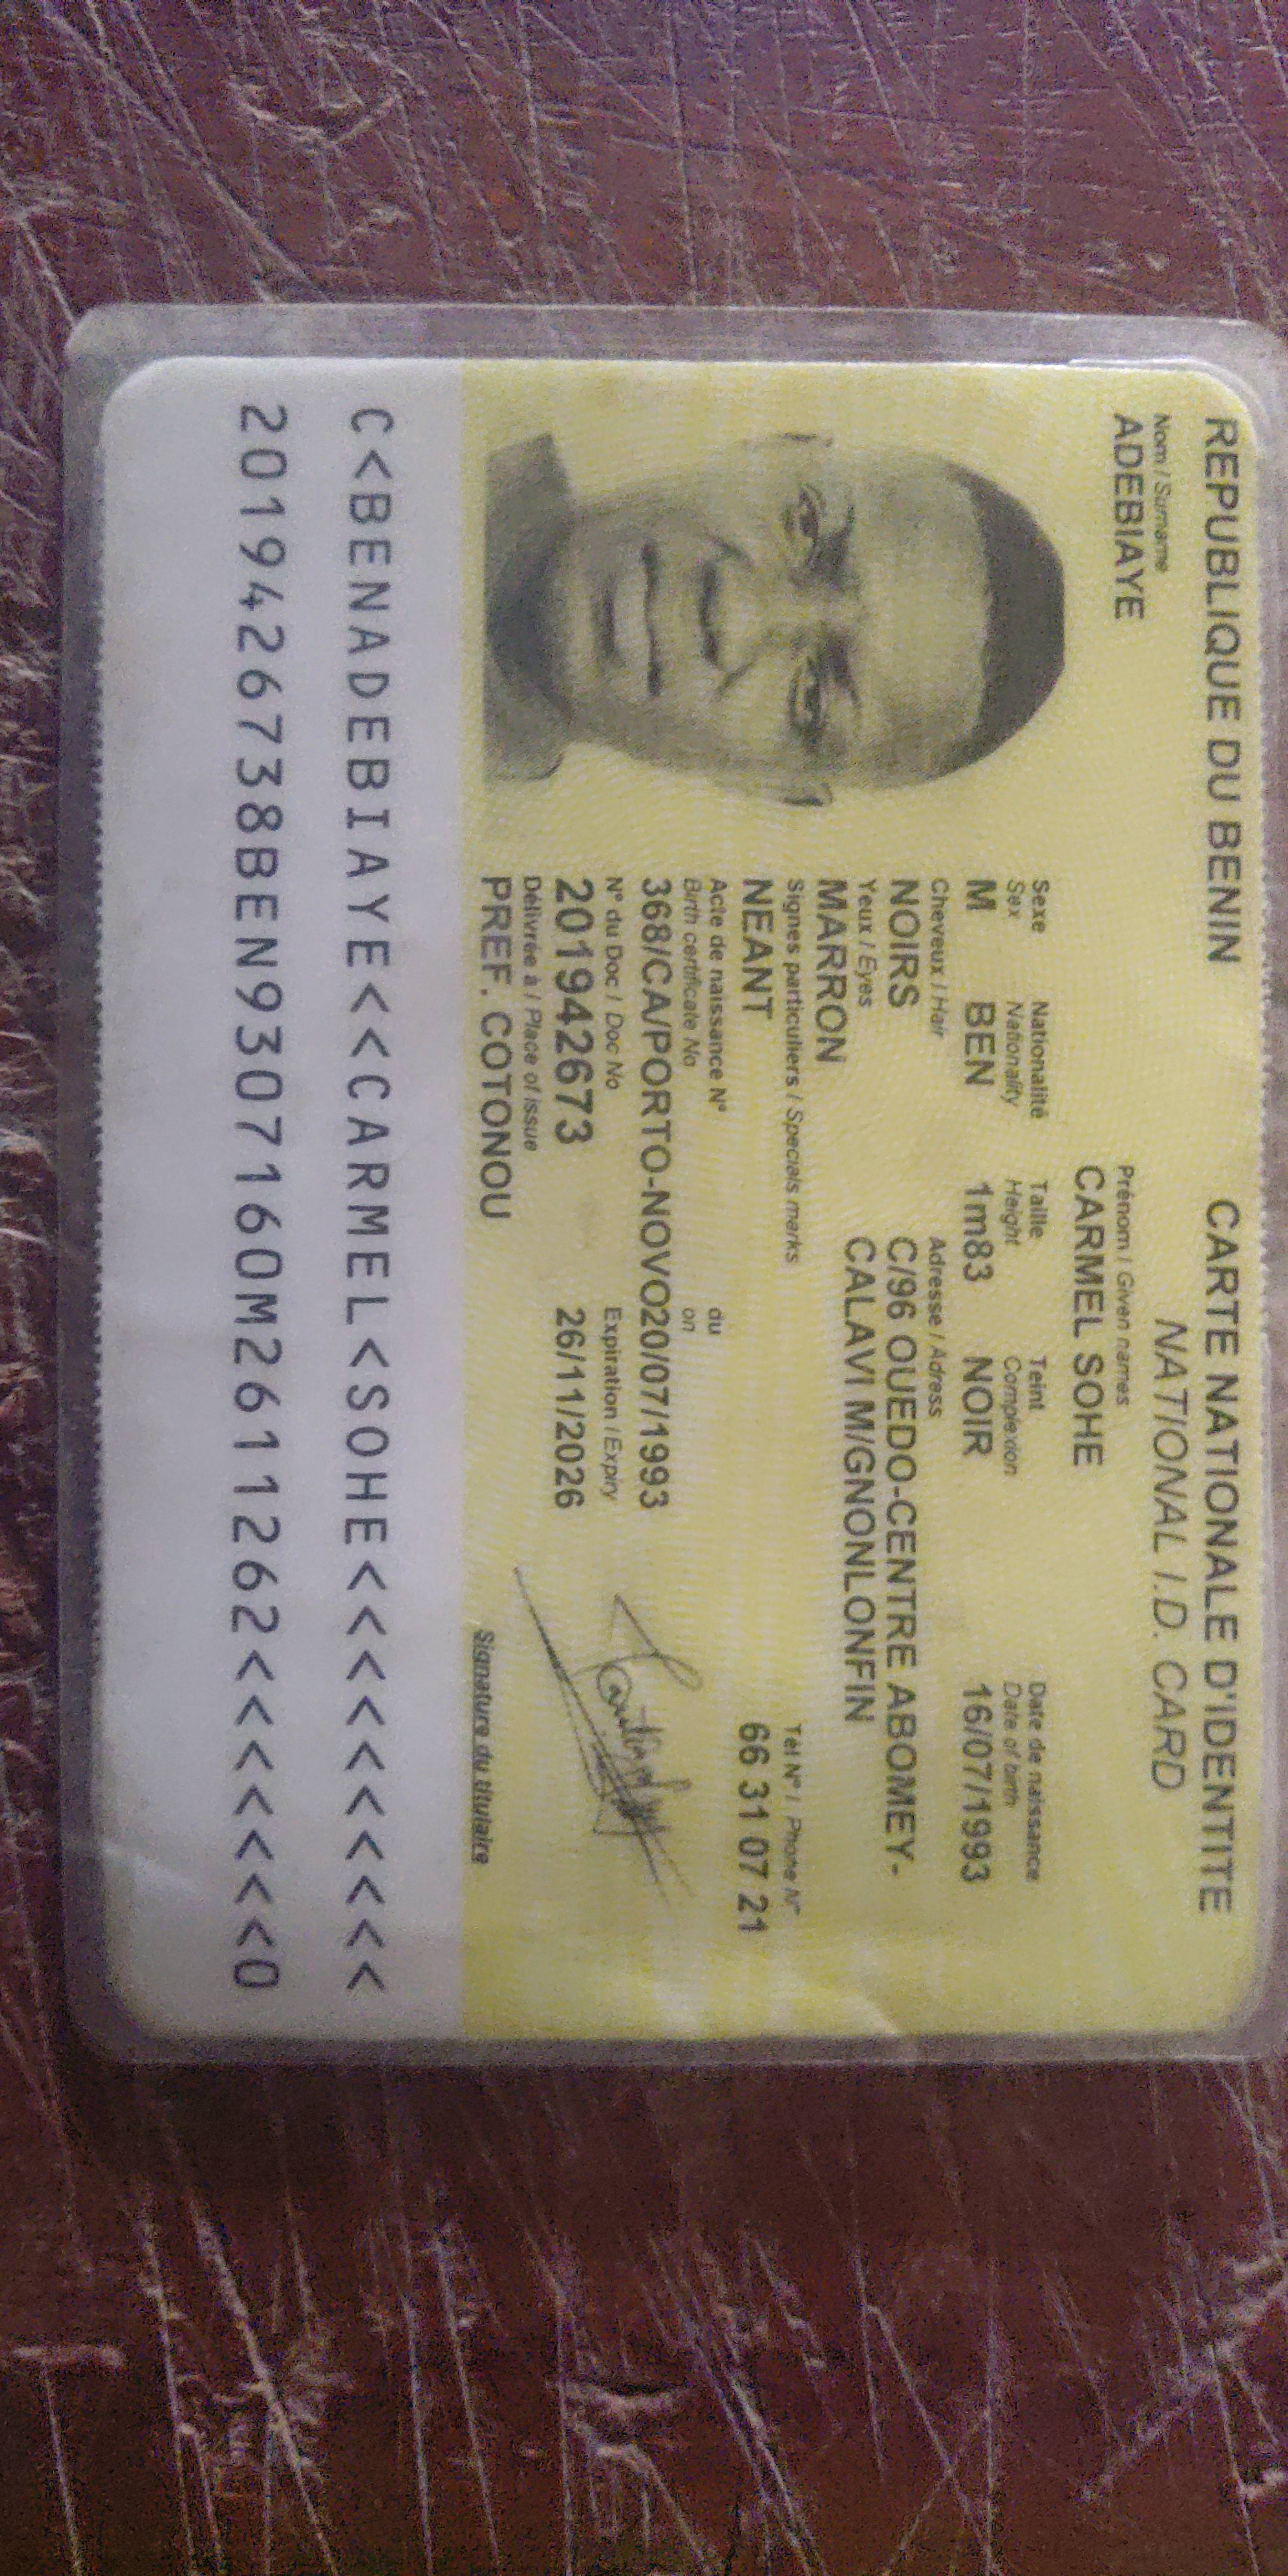 REPUBLIQUE DU BENIN
CARTE NATIONALE D'IDENTITE
NATIONAL I.D. CARD
Nom / Surname
ADEBIAYE
Prénom / Given names
CARMEL SOHE
Sexe Nationalité Taille Teint Date de naissance
Sex Nationality Height Complexion Date of birth
M BEN 1m83 NOIR 16/07/1993
Cheveux / Hair Adresse / Adress
NOIRS C/96 OUEDO-CENTRE ABOMEY-
Yeux / Eyes CALAVI M/GNONLONFIN
MARRON
Signes particuliers / Specials marks Tél N° / Phone N°
NEANT 66 31 07 21
Acte de naissance N° du
Birth certificate No on
368/CA/PORTO-NOVO20/07/1993
N° du Doc / Doc No Expiration / Expiry
201942673 26/11/2026
Délivrée à / Place of issue
PREF. COTONOU
Signature du titulaire
C<BENADEBIAYE<<CARMEL<SOHE<<<<<<<<<<
2019426738BEN9307160M2611262<<<<<<<0